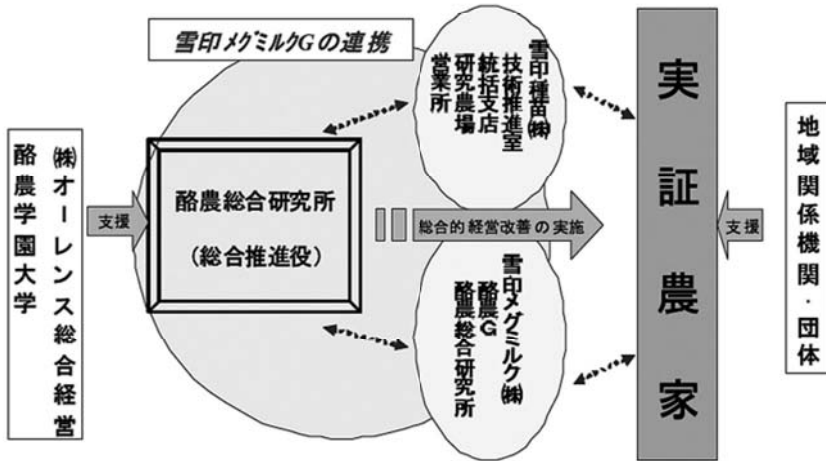 雪印メグミルクGの連携
㈱オーレンス総合経営
酪農学園大学
支援
酪農総合研究所
(総合推進役)
雪印種苗㈱
技術推進室
統括支店
研究農場
営業所
総合的経営改善の実施
雪印メグミルク㈱
酪農G
酪農総合研究所
実証農家
支援
地域関係機関・団体